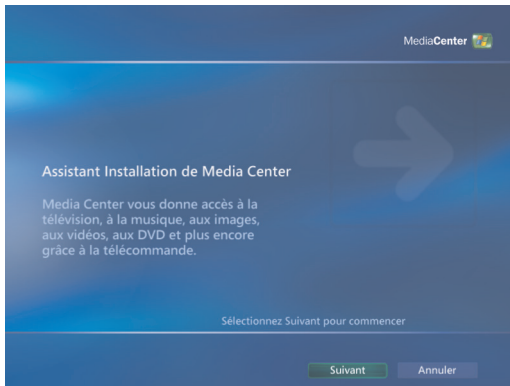 MediaCenter
Assistant Installation de Media Center
Media Center vous donne accès à la
télévision, à la musique, aux images,
aux vidéos, aux DVD et plus encore
grâce à la télécommande.
Sélectionnez Suivant pour commencer
Suivant Annuler